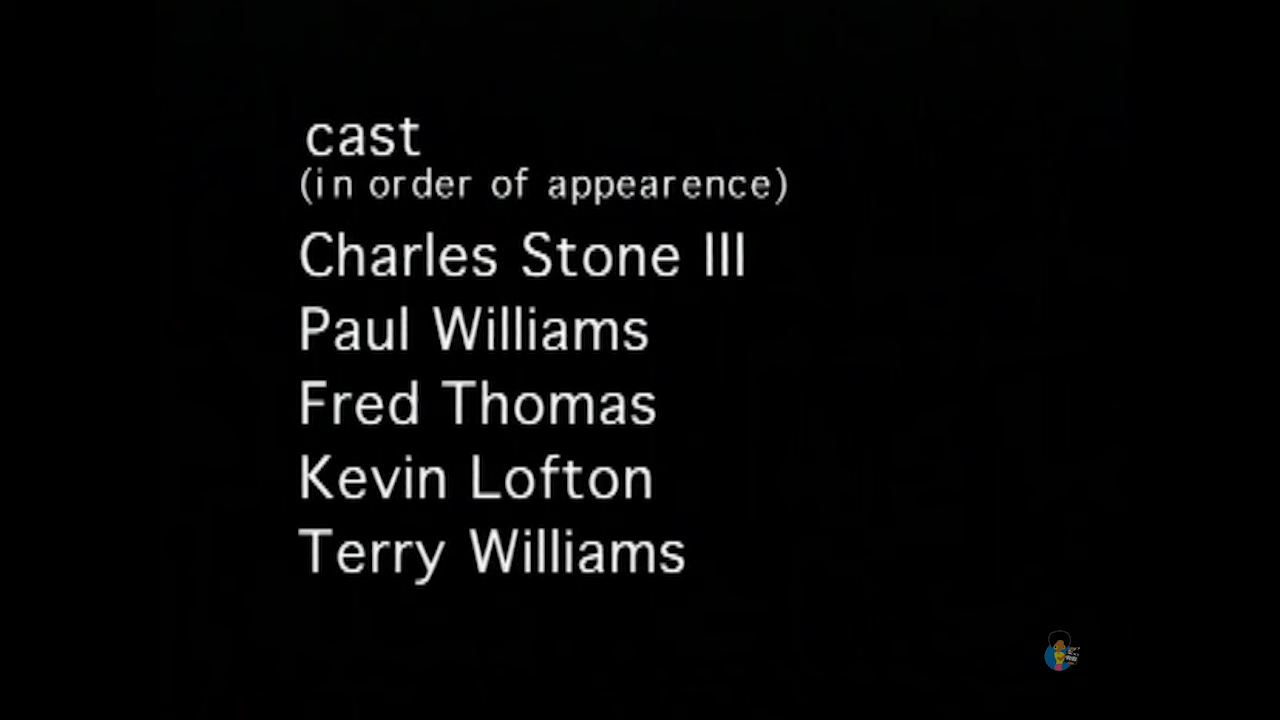 cast
(in order of appearence)
Charles Stone III
Paul Williams
Fred Thomas
Kevin Lofton
Terry Williams